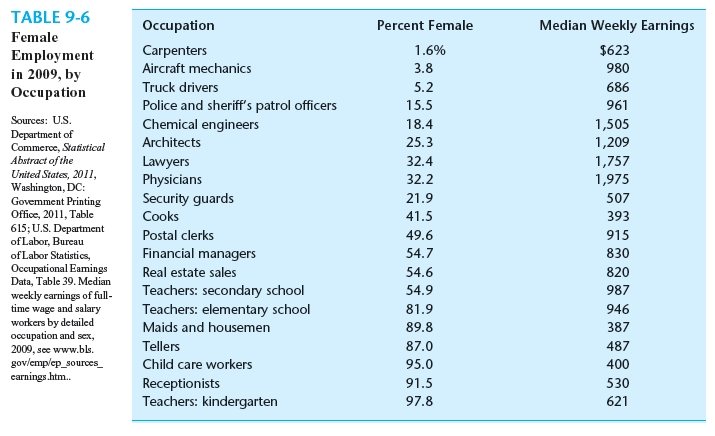 TABLE 9-6
Female
Employment
in 2009, by
Occupation
Sources: U.S.
Department of
Commerce, Statistical
Abstract of the
United States, 2011,
Washington, DC:
Government Printing
Office, 2011, Table
615; U.S. Department
of Labor, Bureau
of Labor Statistics,
Occupational Earnings
Data, Table 39. Median
weekly earnings of full-
time wage and salary
workers by detailed
occupation and sex,
2009, see www.bls.
gov/emp/ep_sources_
earnings.htm..
Occupation Percent Female Median Weekly Earnings
Carpenters 1.6% $623
Aircraft mechanics 3.8 980
Truck drivers 5.2 686
Police and sheriff's patrol officers 15.5 961
Chemical engineers 18.4 1,505
Architects 25.3 1,209
Lawyers 32.4 1,757
Physicians 32.2 1,975
Security guards 21.9 507
Cooks 41.5 393
Postal clerks 49.6 915
Financial managers 54.7 830
Real estate sales 54.6 820
Teachers: secondary school 54.9 987
Teachers: elementary school 81.9 946
Maids and housemen 89.8 387
Tellers 87.0 487
Child care workers 95.0 400
Receptionists 91.5 530
Teachers: kindergarten 97.8 621